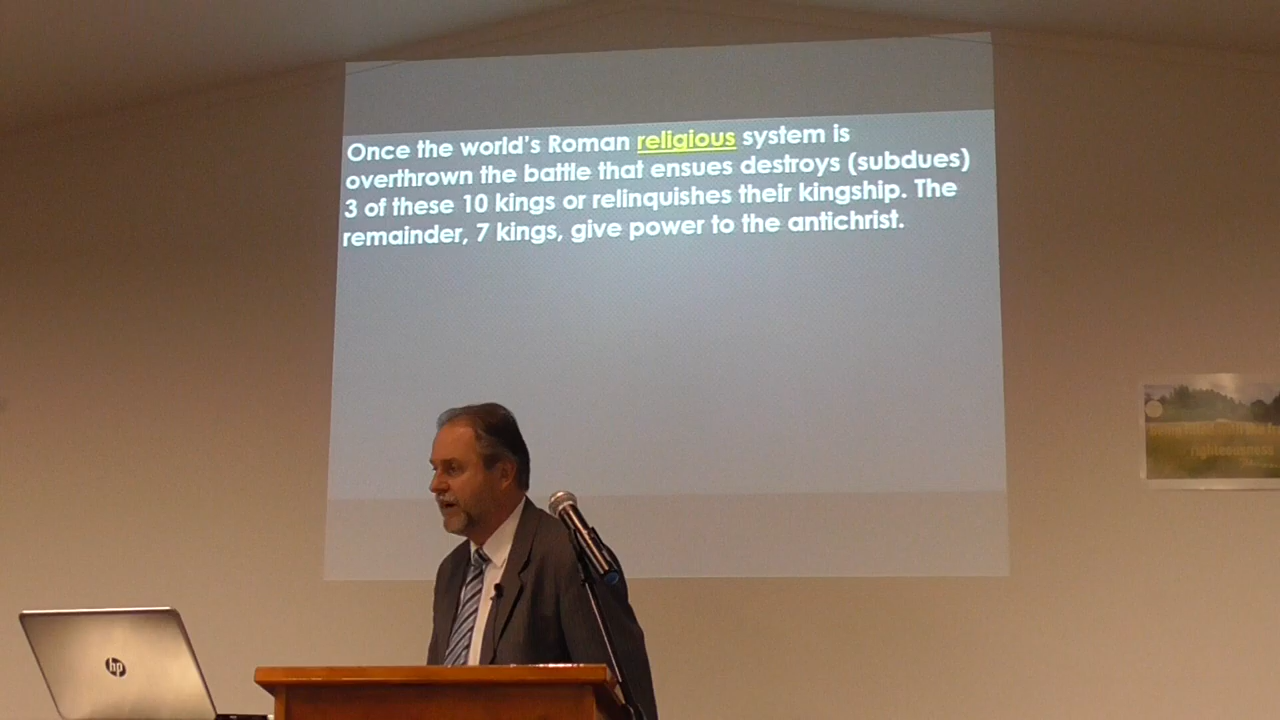 Once the world's Roman religious system is
overthrown the battle that ensues destroys (subdues)
3 of these 10 kings or relinquishes their kingship. The
remainder, 7 kings, give power to the antichrist.
righteousness
hp